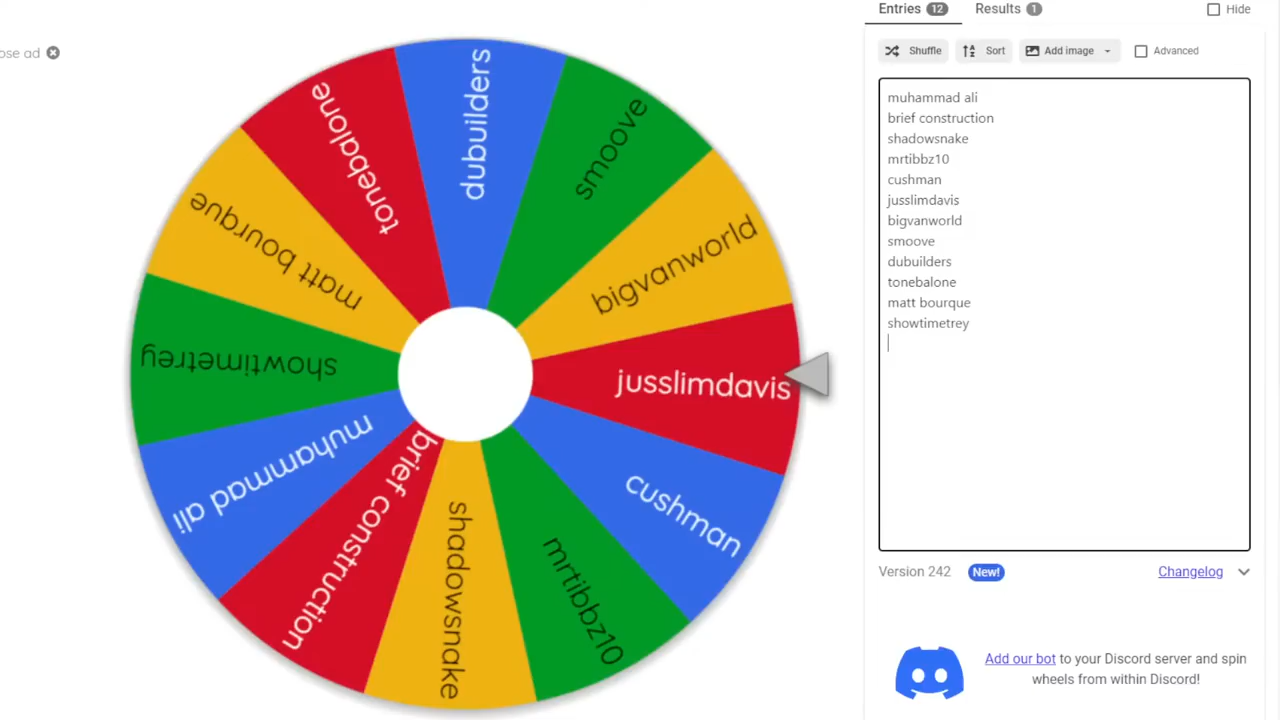 ose ad
Entries 12
Results 1
Hide
Shuffle
Sort
Add image
Advanced
muhammad ali
brief construction
shadowsnake
mrtibbz10
cushman
jusslimdavis
bigvanworld
smoove
dubuilders
tonebalone
matt bourque
showtimetrey
dubuilders
smoove
bigvanworld
jusslimdavis
cushman
mrtibbz10
shadowsnake
brief construction
muhammad ali
showtimetrey
matt bourque
tonebalone
Version 242
New!
Changelog
Add our bot to your Discord server and spin
wheels from within Discord!